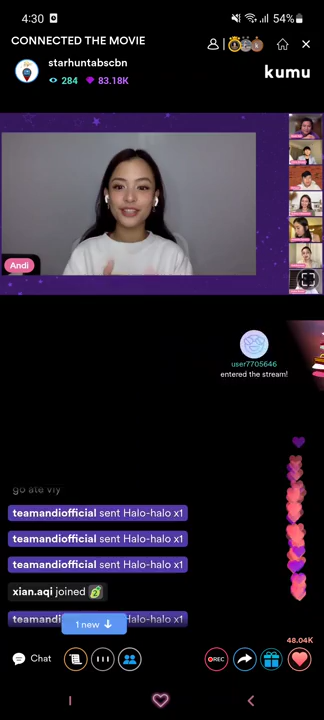 4:30
54%
CONNECTED THE MOVIE
starhuntabscbn
284 83.18K
kumu
Andi
user7705646
entered the stream!
go ate viy
teamandiofficial sent Halo-halo x1
teamandiofficial sent Halo-halo x1
teamandiofficial sent Halo-halo x1
xian.aqi joined
teamandiofficial sent Halo-halo x1
1 new
48.04K
Chat
REC